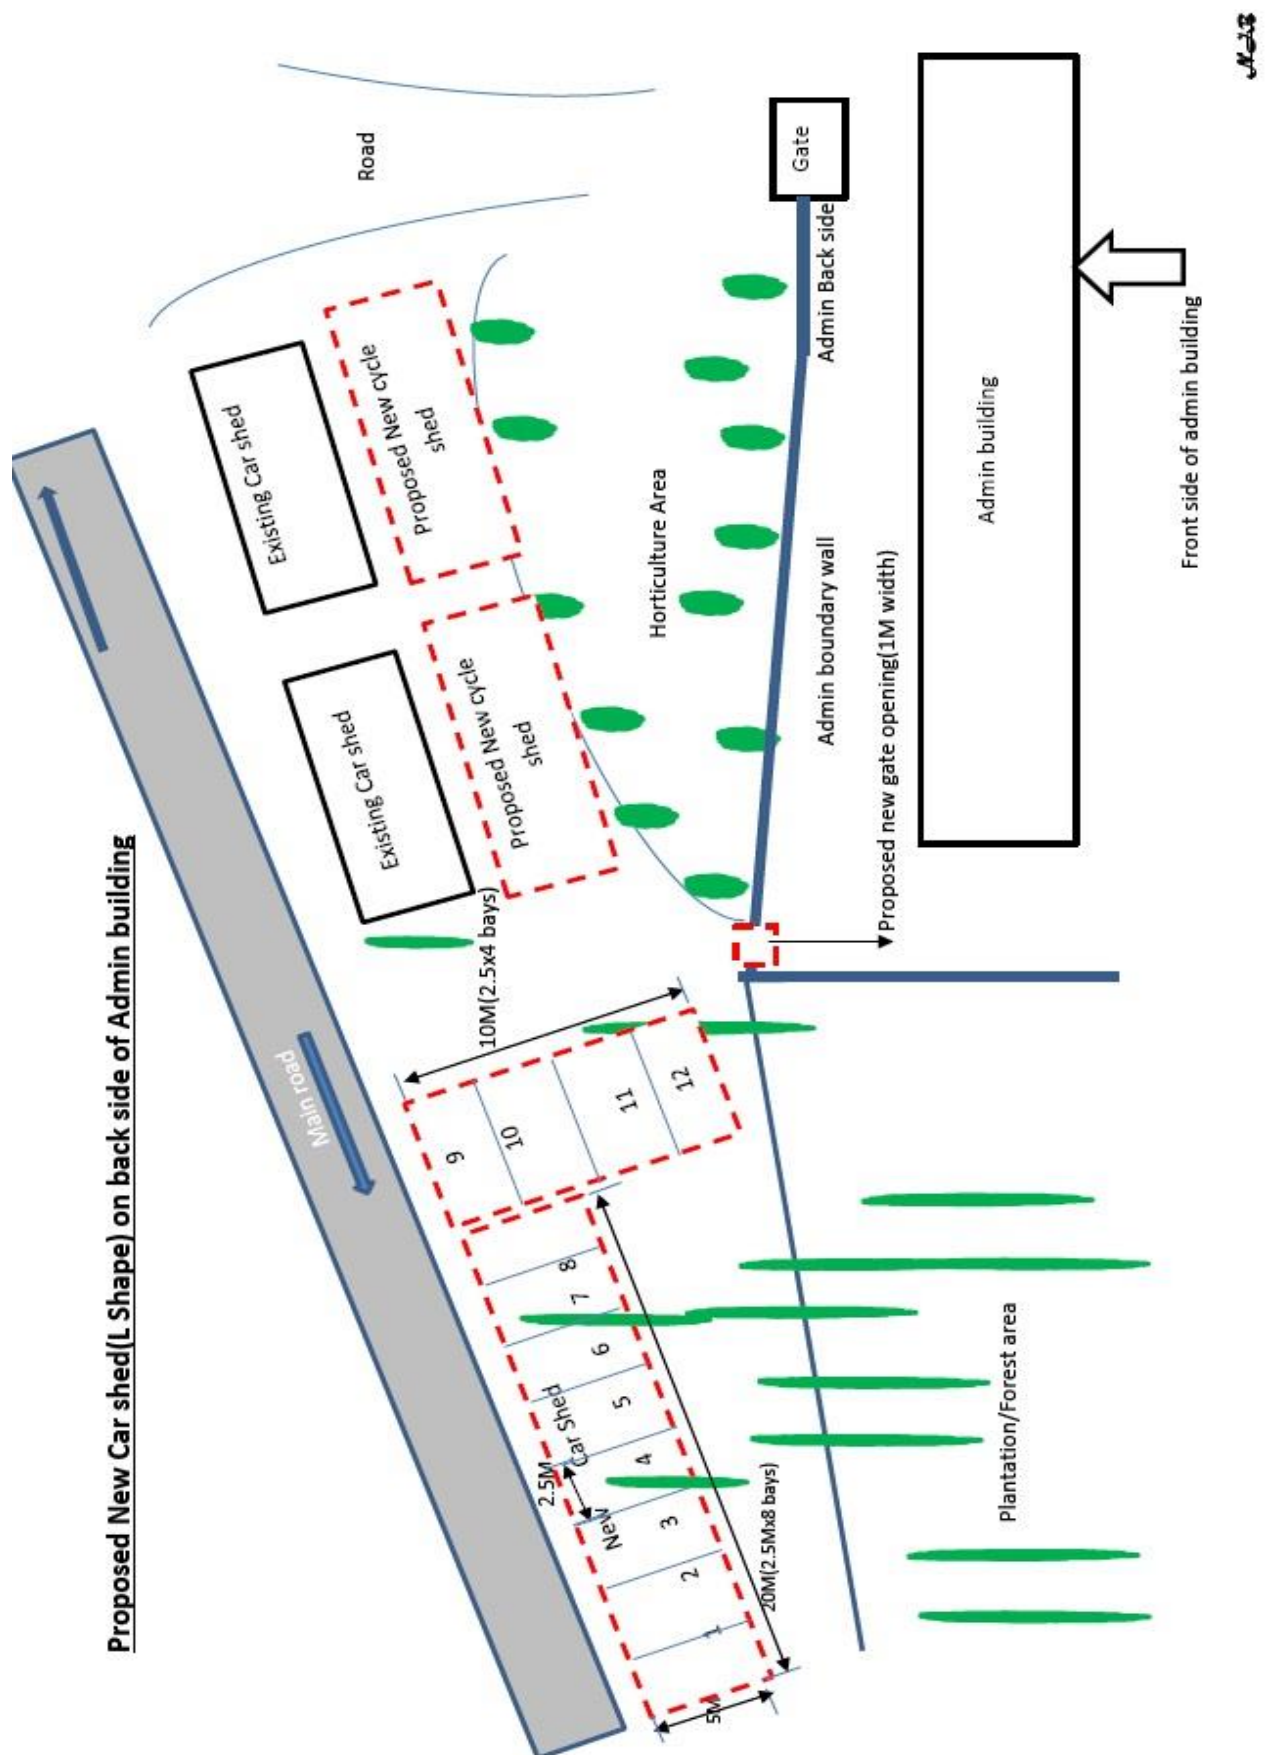 Proposed New Car shed(L Shape) on back side of Admin building
Main road
Road
Existing Car shed
Existing Car shed
Proposed New cycle
shed
Proposed New cycle
shed
10M(2.5x4 bays)
9
10
11
12
New Car Shed
2.5M
1
2
3
4
5
6
7
8
5M
20M(2.5Mx8 bays)
Horticulture Area
Gate
Admin Back side
Admin boundary wall
Proposed new gate opening(1M width)
Admin building
Front side of admin building
Plantation/Forest area